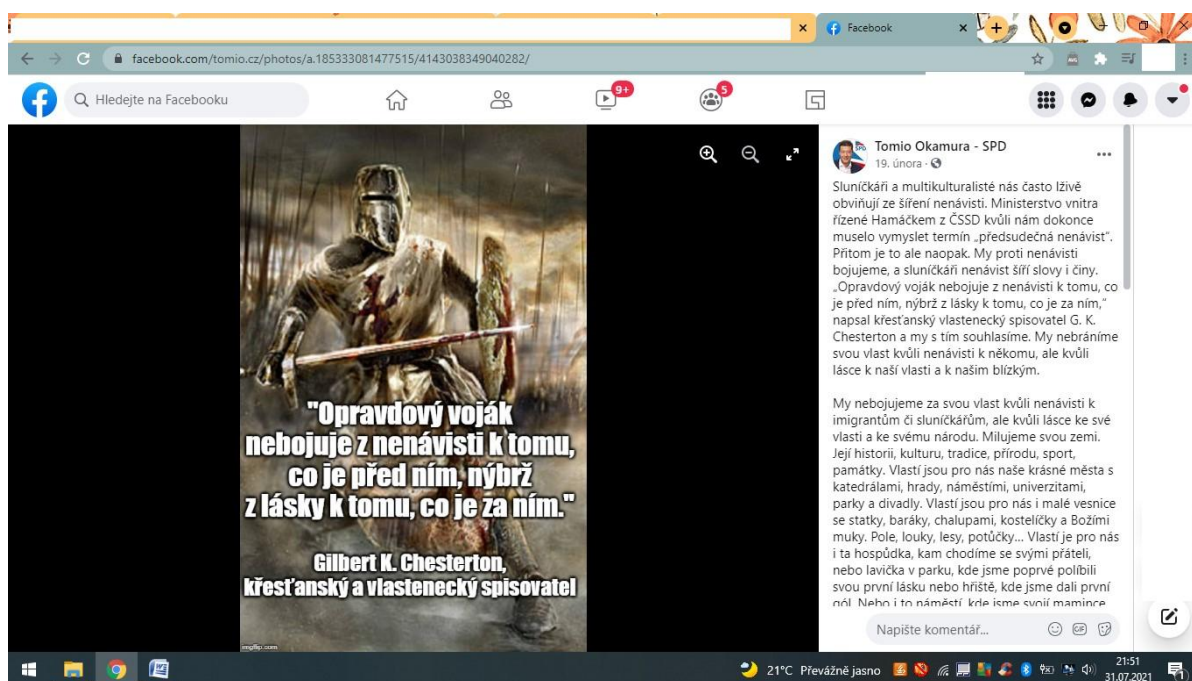 Facebook
facebook.com/tomio.cz/photos/a.185333081477515/4143038349040282/
Hledejte na Facebooku
9+
5
Tomio Okamura - SPD
19. února
Sluníčkáři a multikulturalisté nás často lživě
obviňují ze šíření nenávisti. Ministerstvo vnitra
řízené Hamáčkem z ČSSD kvůli nám dokonce
muselo vymyslet termín „předsudečná nenávist“.
Přitom je to ale naopak. My proti nenávisti
bojujeme, a sluníčkáři nenávist šíří slovy i činy.
„Opravdový voják nebojuje z nenávisti k tomu, co
je před ním, nýbrž z lásky k tomu, co je za ním,“
napsal křesťanský vlastenecký spisovatel G. K.
Chesterton a my s tím souhlasíme. My nebráníme
svou vlast kvůli nenávisti k někomu, ale kvůli
lásce k naší vlasti a k našim blízkým.
My nebojujeme za svou vlast kvůli nenávisti k
imigrantům či sluníčkářům, ale kvůli lásce ke své
vlasti a ke svému národu. Milujeme svou zemi.
Její historii, kulturu, tradice, přírodu, sport,
památky. Vlastí jsou pro nás naše krásné města s
katedrálami, hrady, náměstími, univerzitami,
parky a divadly. Vlastí jsou pro nás i malé vesnice
se statky, baráky, chalupami, kostelíčky a Božími
muky. Pole, louky, lesy, potůčky... Vlastí je pro nás
i ta hospůdka, kam chodíme se svými přáteli,
nebo lavička v parku, kde jsme poprvé políbili
svou první lásku nebo hřiště, kde jsme dali první
gól. Nebo i to náměstí, kde jsme svojí mamince
Napište komentář...
GIF
"Opravdový voják
nebojuje z nenávisti k tomu,
co je před ním, nýbrž
z lásky k tomu, co je za ním."
Gilbert K. Chesterton,
křesťanský a vlastenecký spisovatel
imgflip.com
21°C Převážně jasno
21:51
31.07.2021